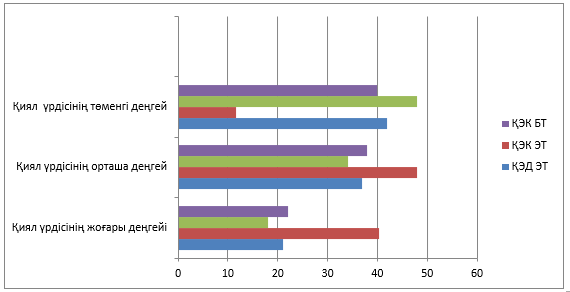 Қиял  үрдісінің төменгі деңгей
Қиял үрдісінің орташа деңгей
Қиял үрдісінің жоғары деңгейі
ҚЭК БТ
ҚЭК ЭТ
ҚЭД ЭТ
0 10 20 30 40 50 60